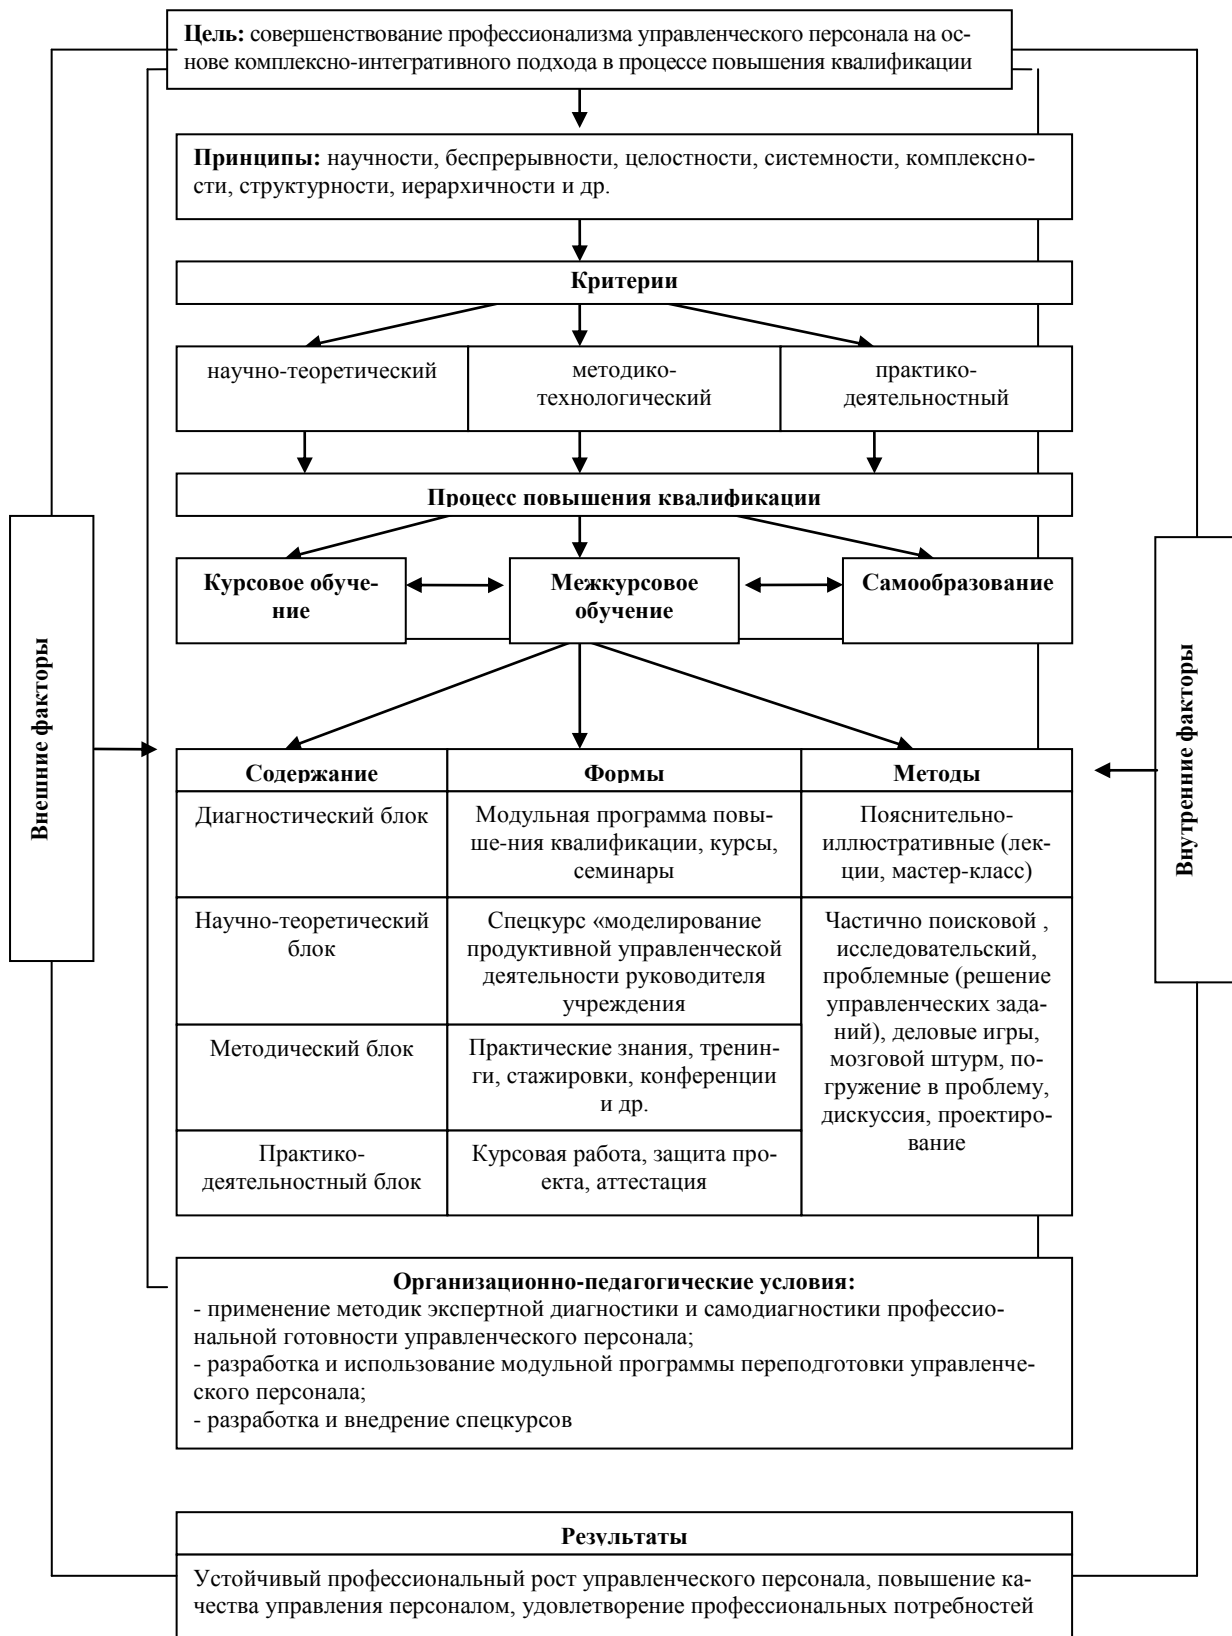 Цель: совершенствование профессионализма управленческого персонала на ос-
нове комплексно-интегративного подхода в процессе повышения квалификации
Принципы: научности, беспрерывности, целостности, системности, комплексно-
сти, структурности, иерархичности и др.
Критерии
научно-теоретический
методико-
технологический
практико-
деятельностный
Процесс повышения квалификации
Курсовое обуче-
ние
Межкурсовое
обучение
Самообразование
Внешние факторы
Внутренние факторы
Содержание
Формы
Методы
Диагностический блок
Модульная программа повы-
ше-ния квалификации, курсы,
семинары
Пояснительно-
иллюстративные (лек-
ции, мастер-класс)
Научно-теоретический
блок
Спецкурс «моделирование
продуктивной управленческой
деятельности руководителя
учреждения
Частично поисковой ,
исследовательский,
проблемные (решение
управленческих зада-
ний), деловые игры,
мозговой штурм, по-
гружение в проблему,
дискуссия, проектиро-
вание
Методический блок
Практические знания, тренин-
ги, стажировки, конференции
и др.
Практико-
деятельностный блок
Курсовая работа, защита про-
екта, аттестация
Организационно-педагогические условия:
- применение методик экспертной диагностики и самодиагностики професси-
ональной готовности управленческого персонала;
- разработка и использование модульной программы переподготовки управленче-
ского персонала;
- разработка и внедрение спецкурсов
Результаты
Устойчивый профессиональный рост управленческого персонала, повышение ка-
чества управления персоналом, удовлетворение профессиональных потребностей